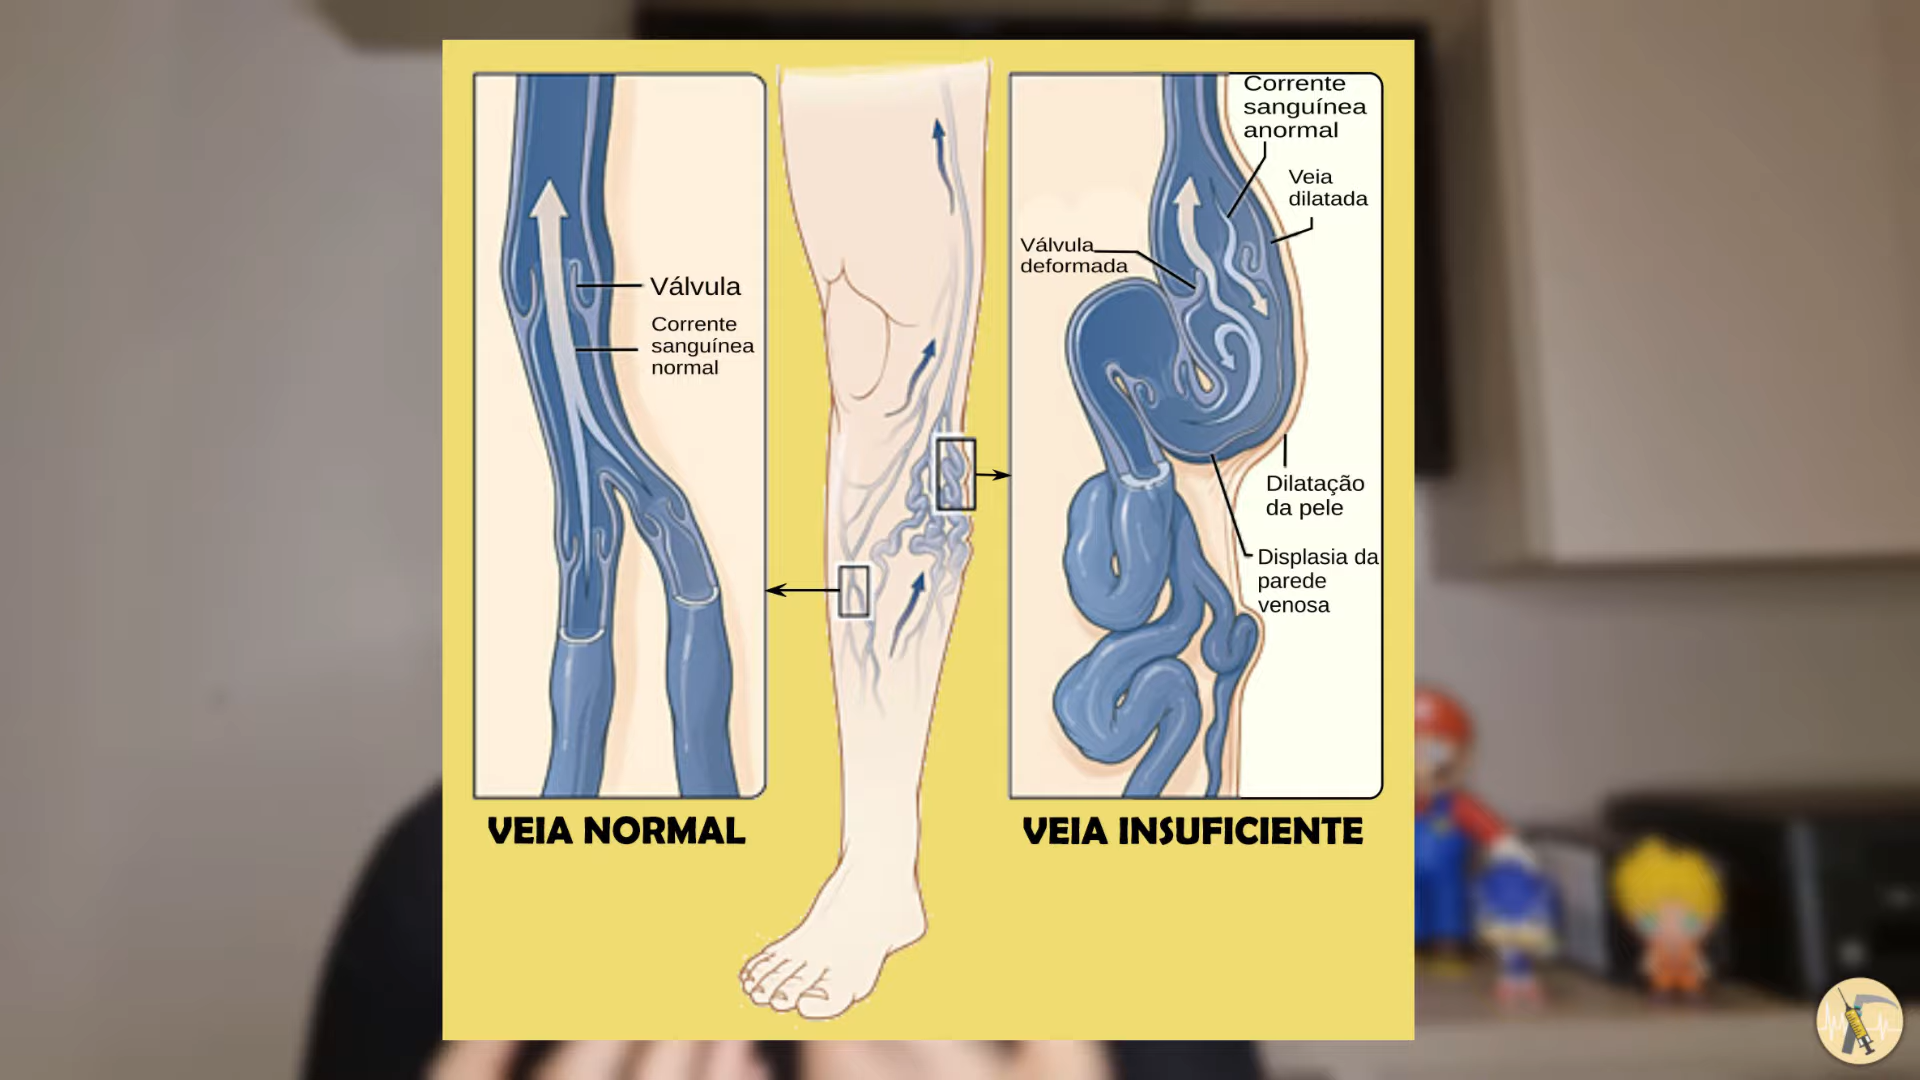 Válvula
Corrente
sanguínea
normal
VEIA NORMAL
Corrente
sanguínea
anormal
Veia
dilatada
Válvula
deformada
Dilatação
da pele
Displasia da
parede
venosa
VEIA INSUFICIENTE